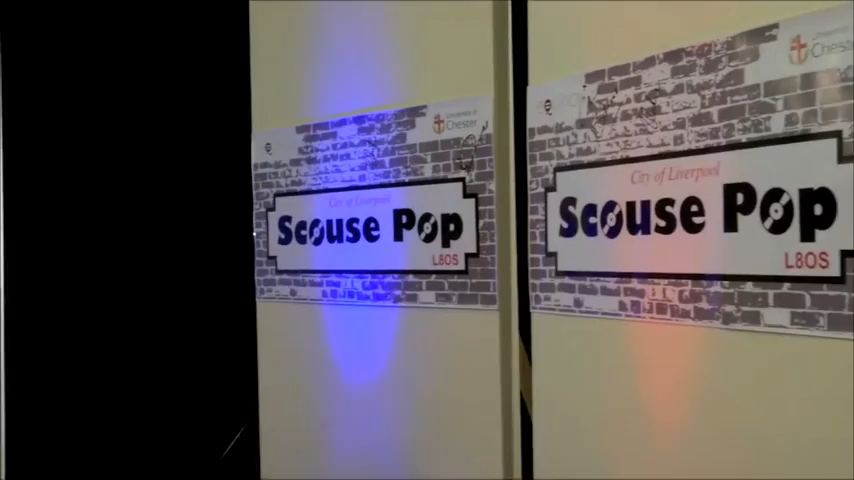 University of
Chester
City of Liverpool
Scouse Pop
L8OS
University of
Chester
City of Liverpool
Scouse Pop
L8OS